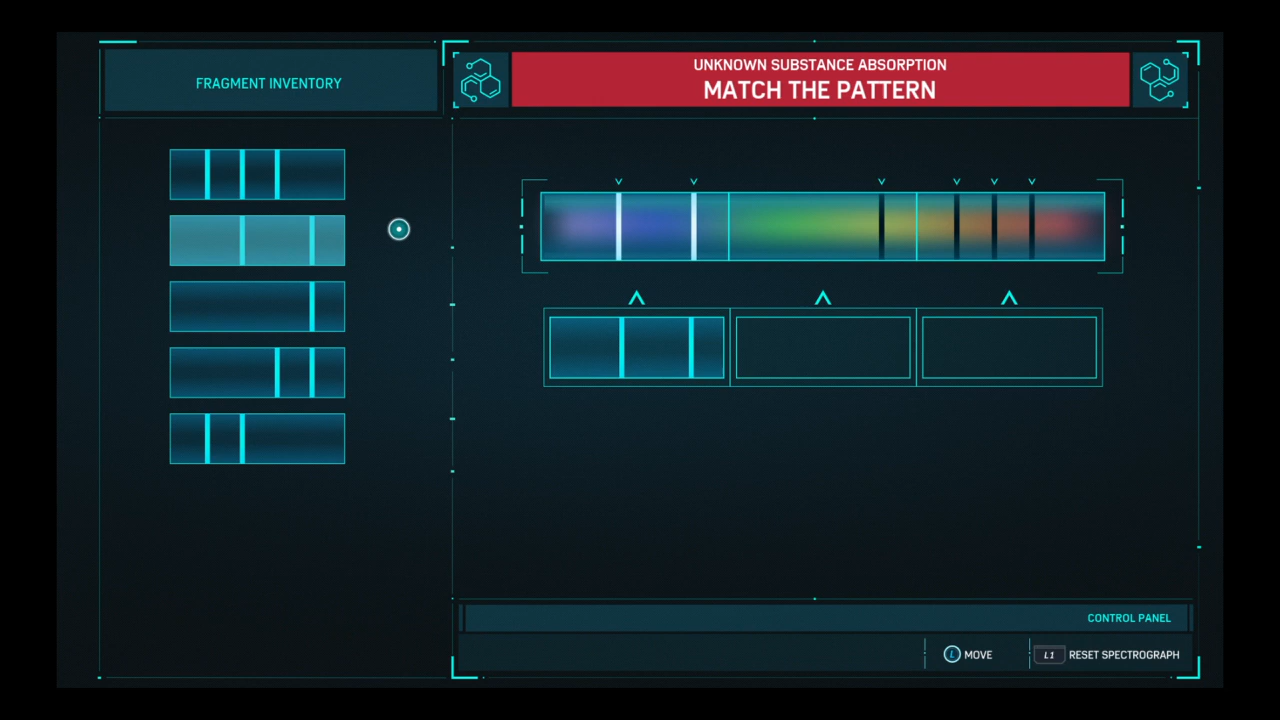 FRAGMENT INVENTORY
UNKNOWN SUBSTANCE ABSORPTION
MATCH THE PATTERN
CONTROL PANEL
L MOVE
L1 RESET SPECTROGRAPH